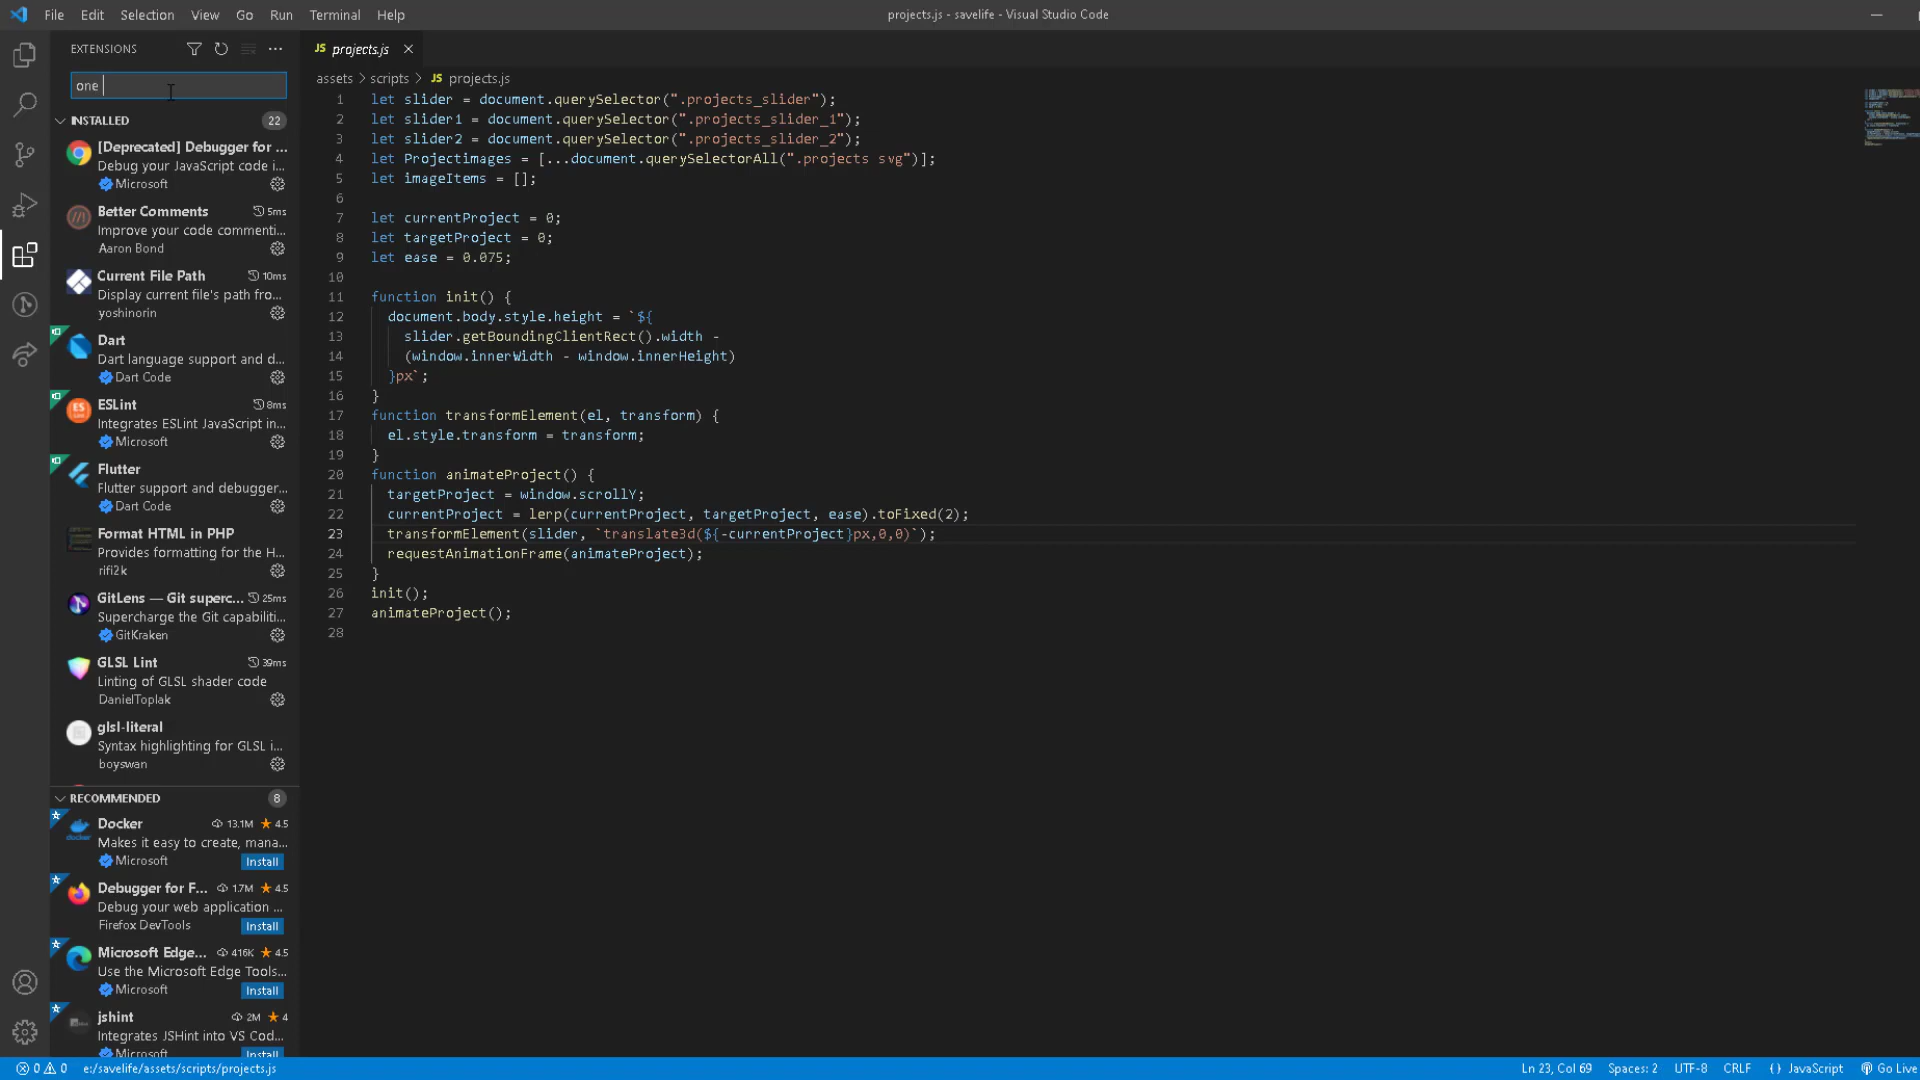 File Edit Selection View Go Run Terminal Help
projects.js - savelife - Visual Studio Code
EXTENSIONS
one
INSTALLED 22
[Deprecated] Debugger for ...
Debug your JavaScript code i...
Microsoft
Better Comments 5ms
Improve your code commenti...
Aaron Bond
Current File Path 10ms
Display current file's path fro...
yoshinorin
Dart
Dart language support and d...
Dart Code
ESLint 8ms
Integrates ESLint JavaScript in...
Microsoft
Flutter
Flutter support and debugger...
Dart Code
Format HTML in PHP
Provides formatting for the H...
rifi2k
GitLens — Git superc... 25ms
Supercharge the Git capabiliti...
GitKraken
GLSL Lint 39ms
Linting of GLSL shader code
DanielToplak
glsl-literal
Syntax highlighting for GLSL i...
boyswan
RECOMMENDED 8
Docker 13.1M 4.5
Makes it easy to create, mana...
Microsoft Install
Debugger for F... 1.7M 4.5
Debug your web application ...
Firefox DevTools Install
Microsoft Edge... 416K 4.5
Use the Microsoft Edge Tools...
Microsoft Install
jshint 2M 4
Integrates JSHint into VS Cod...
Microsoft Install
JS projects.js
assets > scripts > JS projects.js
1 let slider = document.querySelector(".projects_slider");
2 let slider1 = document.querySelector(".projects_slider_1");
3 let slider2 = document.querySelector(".projects_slider_2");
4 let Projectimages = [...document.querySelectorAll(".projects svg")];
5 let imageItems = [];
6
7 let currentProject = 0;
8 let targetProject = 0;
9 let ease = 0.075;
10
11 function init() {
12 document.body.style.height = `${
13 slider.getBoundingClientRect().width -
14 (window.innerWidth - window.innerHeight)
15 }px`;
16 }
17 function transformElement(el, transform) {
18 el.style.transform = transform;
19 }
20 function animateProject() {
21 targetProject = window.scrollY;
22 currentProject = lerp(currentProject, targetProject, ease).toFixed(2);
23 transformElement(slider, `translate3d(${-currentProject}px,0,0)`);
24 requestAnimationFrame(animateProject);
25 }
26 init();
27 animateProject();
28
0 0 e:/savelife/assets/scripts/projects.js
Ln 23, Col 69 Spaces: 2 UTF-8 CRLF {} JavaScript Go Live